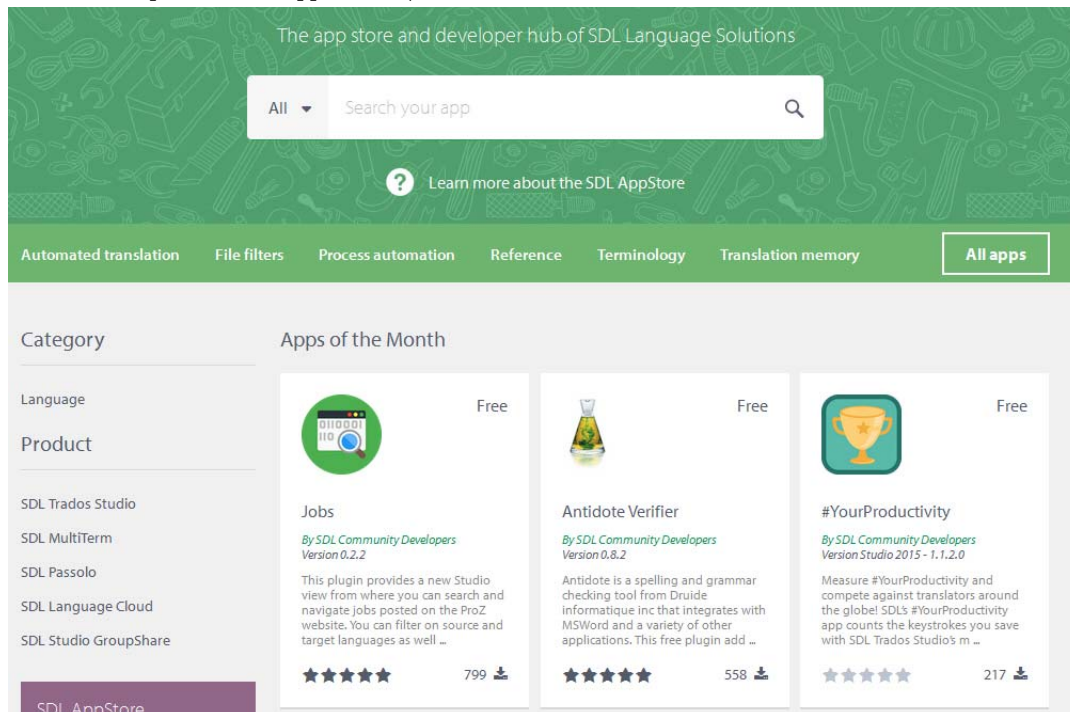 The app store and developer hub of SDL Language Solutions
All
Search your app
? Learn more about the SDL AppStore
Automated translation File filters Process automation Reference Terminology Translation memory All apps
Category
Language
Product
SDL Trados Studio
SDL MultiTerm
SDL Passolo
SDL Language Cloud
SDL Studio GroupShare
SDL AppStore
Apps of the Month
Free
Jobs
By SDL Community Developers
Version 0.2.2
This plugin provides a new Studio
view from where you can search and
navigate jobs posted on the ProZ
website. You can filter on source and
target languages as well ...
799
Free
Antidote Verifier
By SDL Community Developers
Version 0.8.2
Antidote is a spelling and grammar
checking tool from Druide
informatique inc that integrates with
MSWord and a variety of other
applications. This free plugin add ...
558
Free
#YourProductivity
By SDL Community Developers
Version Studio 2015 - 1.1.2.0
Measure #YourProductivity and
compete against translators around
the globe! SDL's #YourProductivity
app counts the keystrokes you save
with SDL Trados Studio's m ...
217